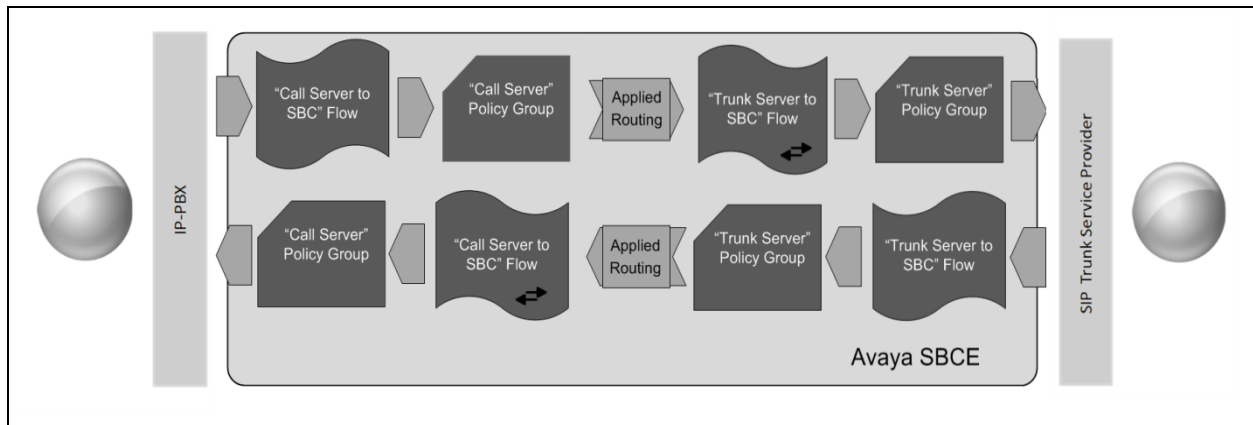 IP-PBX
“Call Server to
SBC” Flow
“Call Server”
Policy Group
Applied
Routing
“Trunk Server to
SBC” Flow
“Trunk Server”
Policy Group
“Call Server”
Policy Group
“Call Server to
SBC” Flow
Applied
Routing
“Trunk Server”
Policy Group
“Trunk Server to
SBC” Flow
Avaya SBCE
SIP Trunk Service Provider